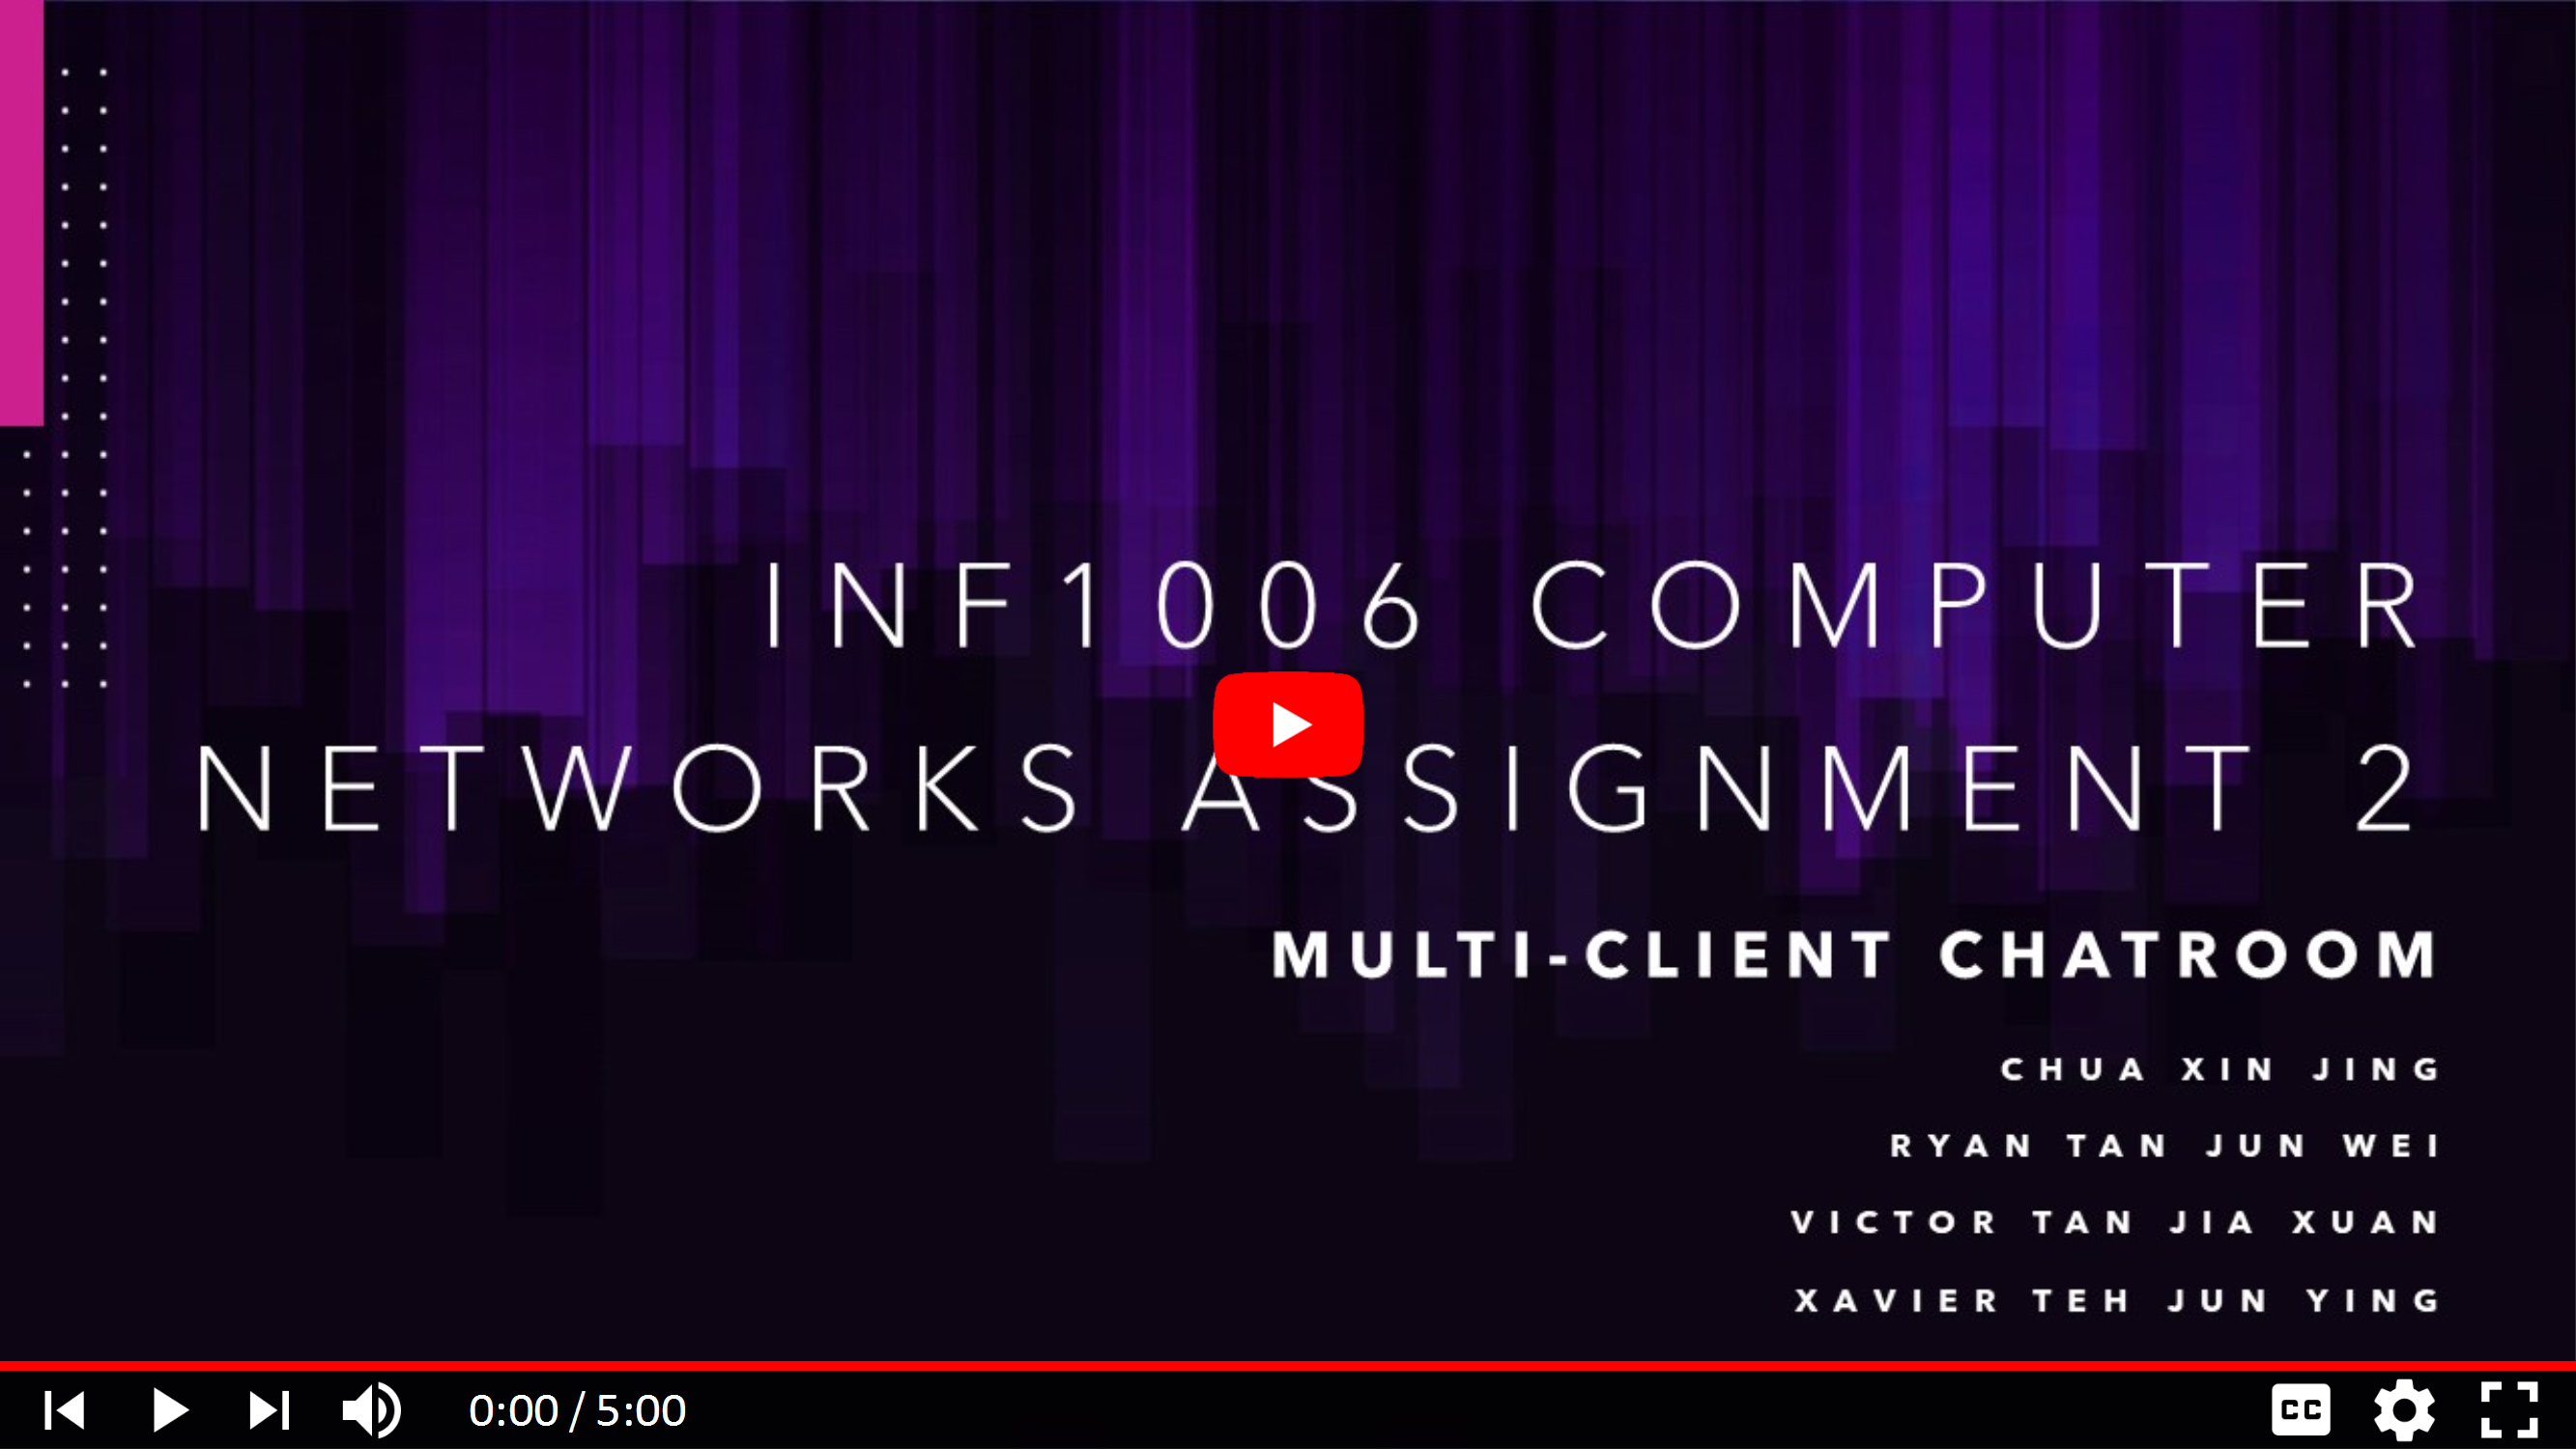 INF1006 COMPUTER
NETWORKS ASSIGNMENT 2
MULTI-CLIENT CHATROOM
CHUA XIN JING
RYAN TAN JUN WEI
VICTOR TAN JIA XUAN
XAVIER TEH JUN YING
0:00 / 5:00
CC